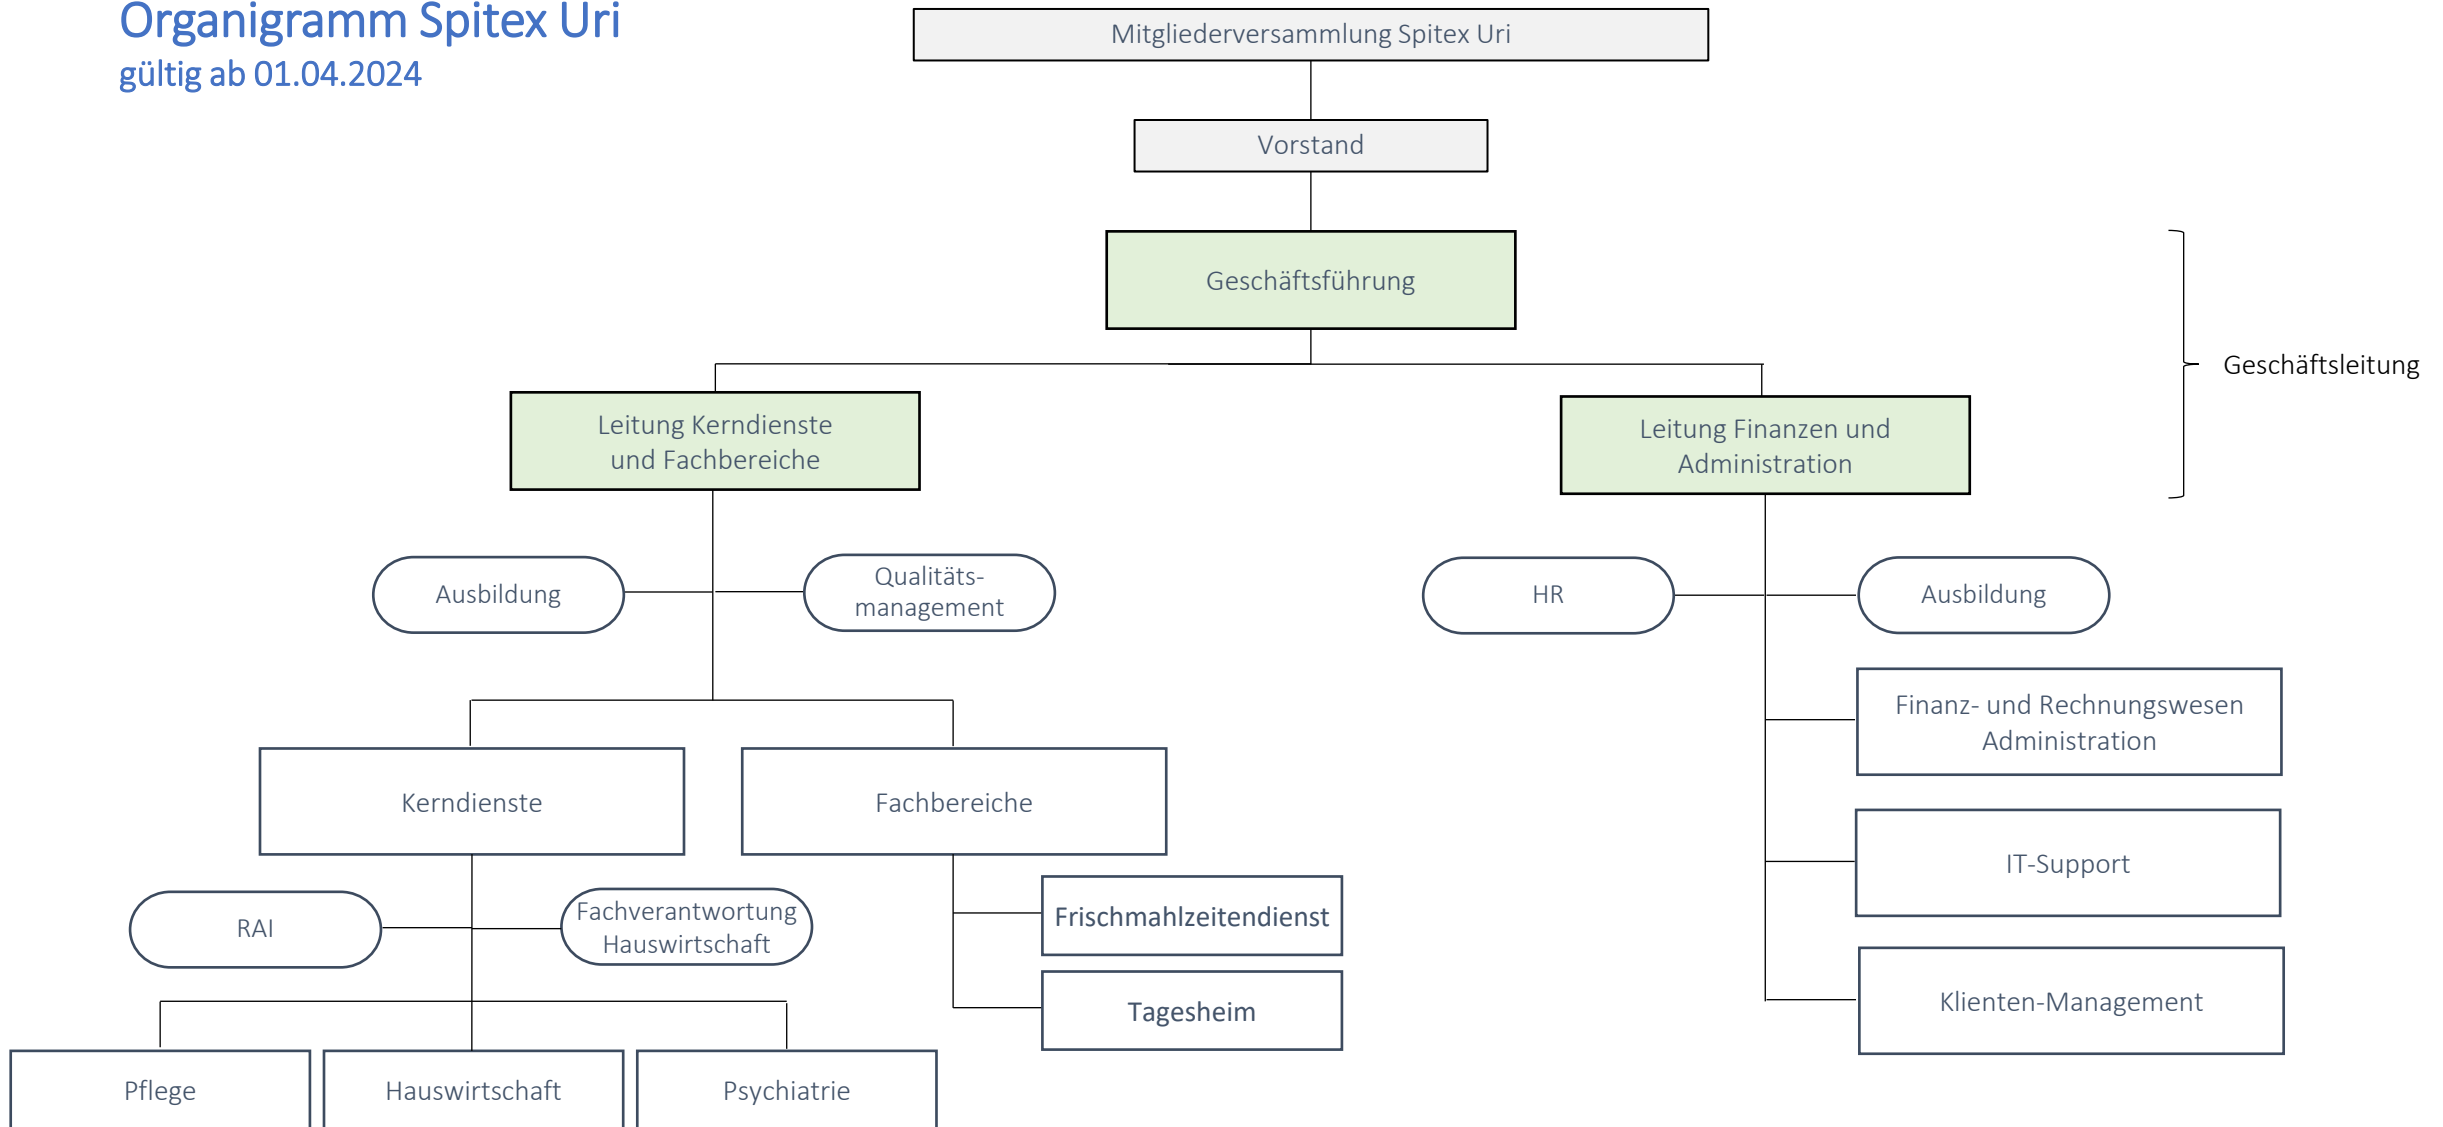 Organigramm Spitex Uri
gültig ab 01.04.2024
Mitgliederversammlung Spitex Uri
Vorstand
Geschäftsführung
Geschäftsleitung
Leitung Kerndienste
und Fachbereiche
Leitung Finanzen und
Administration
Ausbildung
Qualitäts-
management
HR
Ausbildung
Finanz- und Rechnungswesen
Administration
Kerndienste
Fachbereiche
IT-Support
RAI
Fachverantwortung
Hauswirtschaft
Frischmahlzeitendienst
Tagesheim
Klienten-Management
Pflege
Hauswirtschaft
Psychiatrie